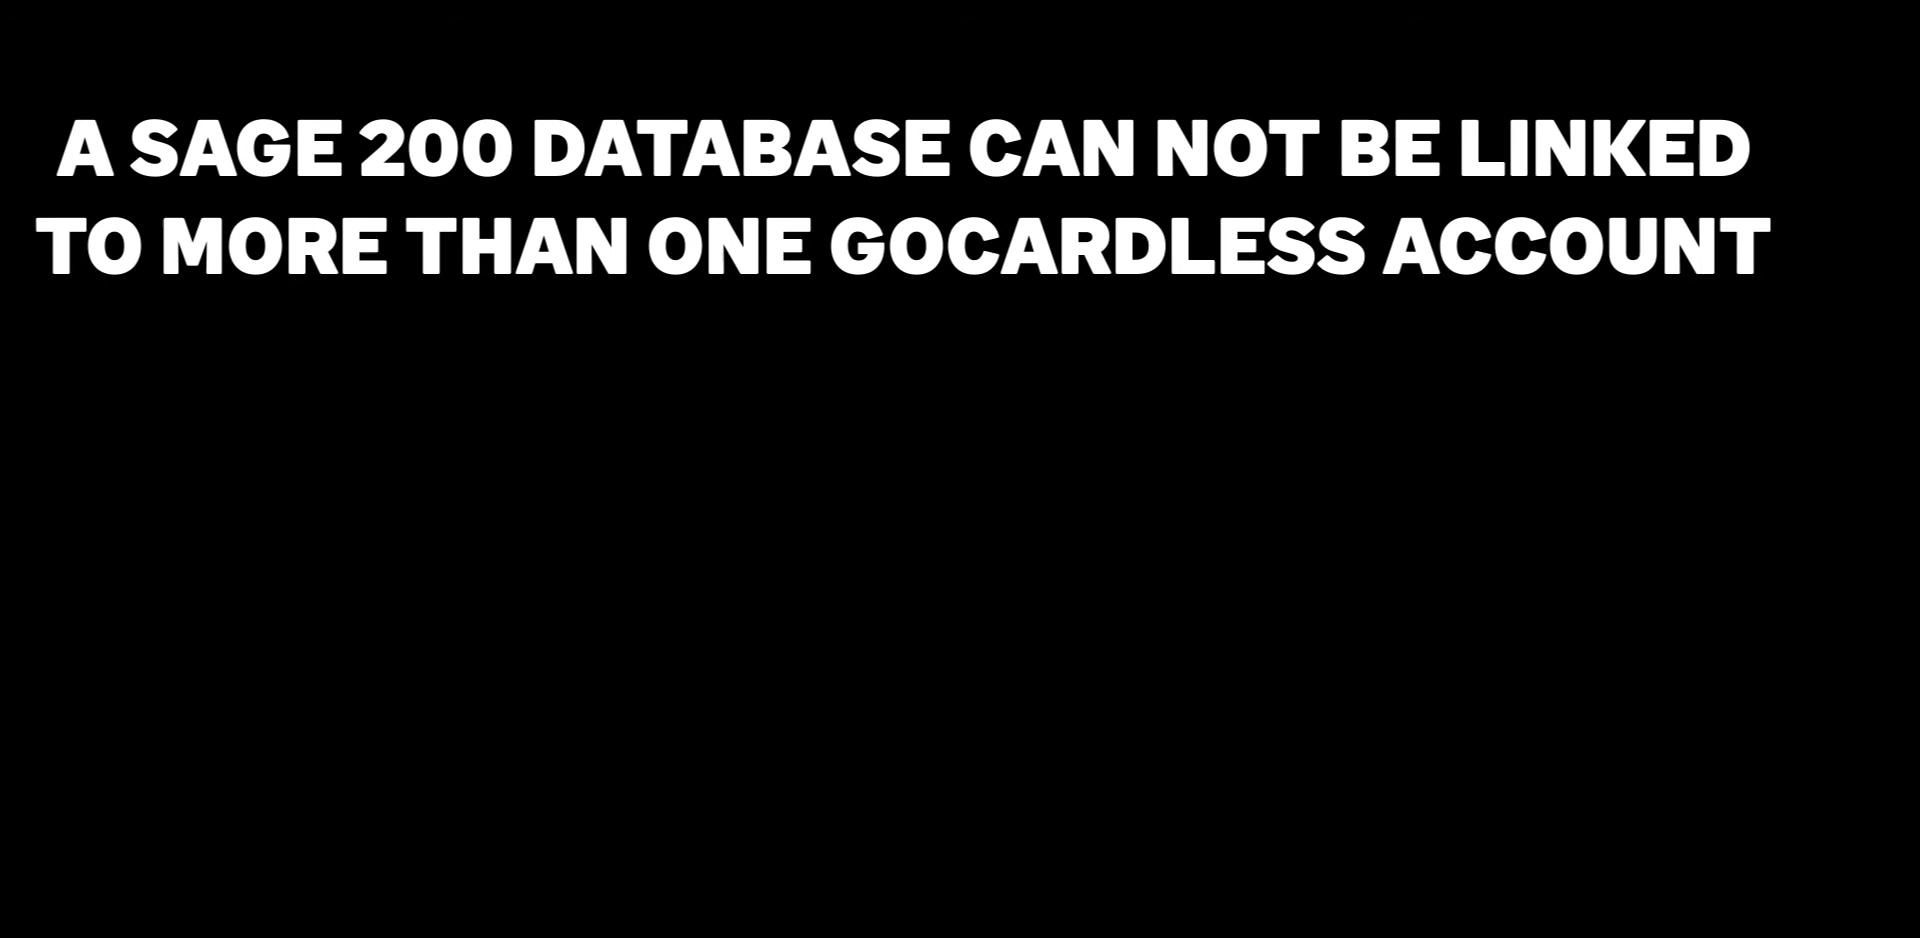 A SAGE 200 DATABASE CAN NOT BE LINKED
TO MORE THAN ONE GOCARDLESS ACCOUNT